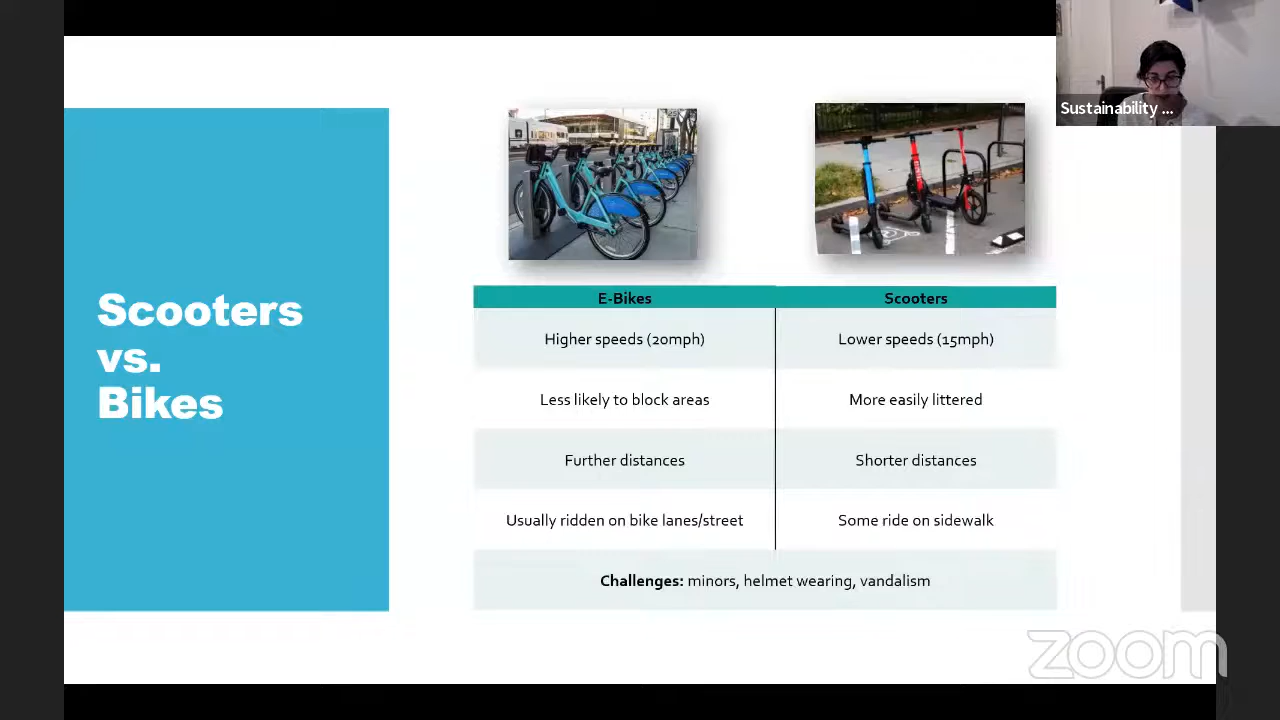 Sustainability ...
Scooters
vs.
Bikes
E-Bikes Scooters
Higher speeds (20mph) Lower speeds (15mph)
Less likely to block areas More easily littered
Further distances Shorter distances
Usually ridden on bike lanes/street Some ride on sidewalk
Challenges: minors, helmet wearing, vandalism
zoom